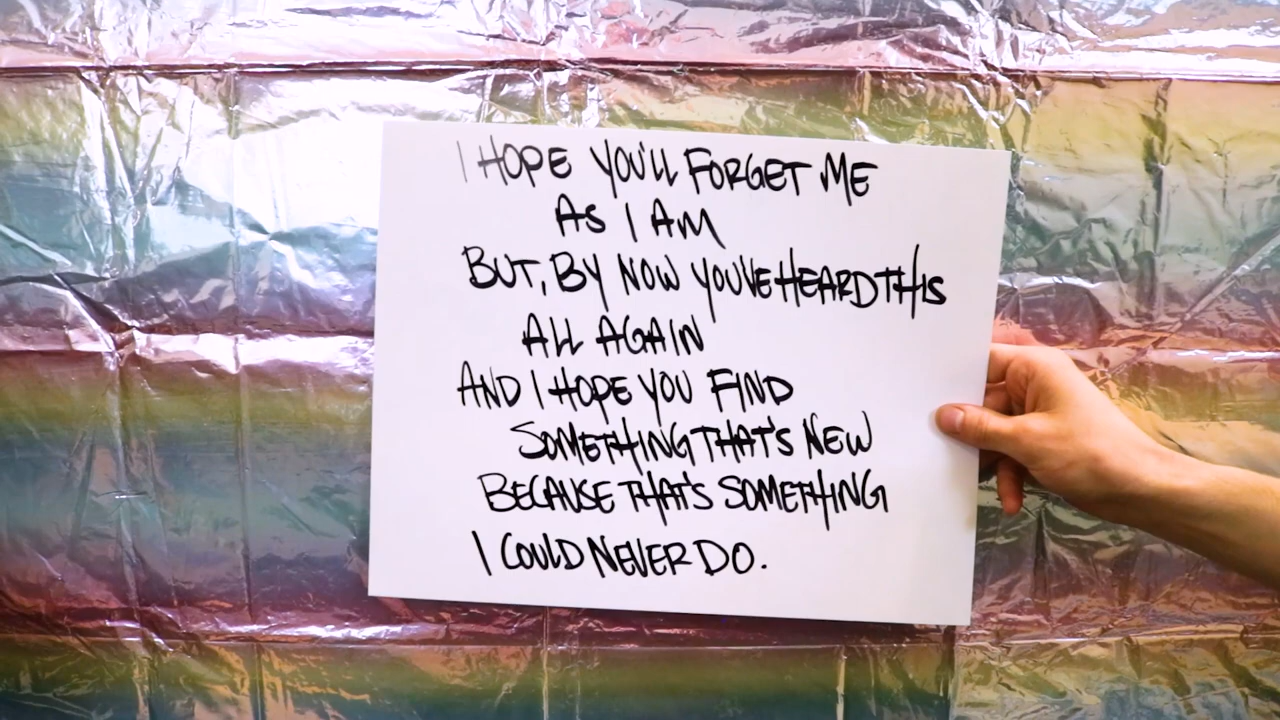 I HOPE YOU'LL FORGET ME
AS I AM
BUT, BY NOW YOU'VE HEARD THIS
ALL AGAIN
AND I HOPE YOU FIND
SOMETHING THAT'S NEW
BECAUSE THAT'S SOMETHING
I COULD NEVER DO.